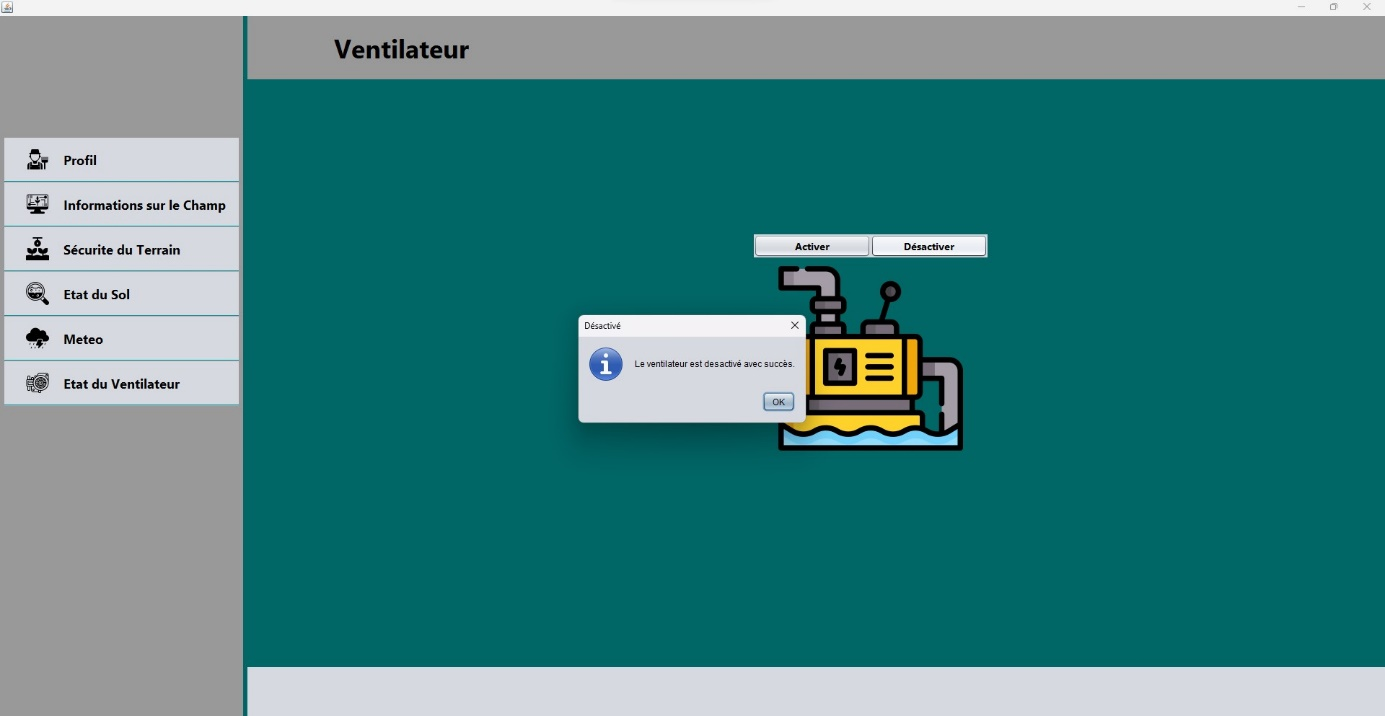 Ventilateur
Profil
Informations sur le Champ
Sécurite du Terrain
Etat du Sol
Meteo
Etat du Ventilateur
Activer
Désactiver
Désactivé
Le ventilateur est desactivé avec succès.
OK